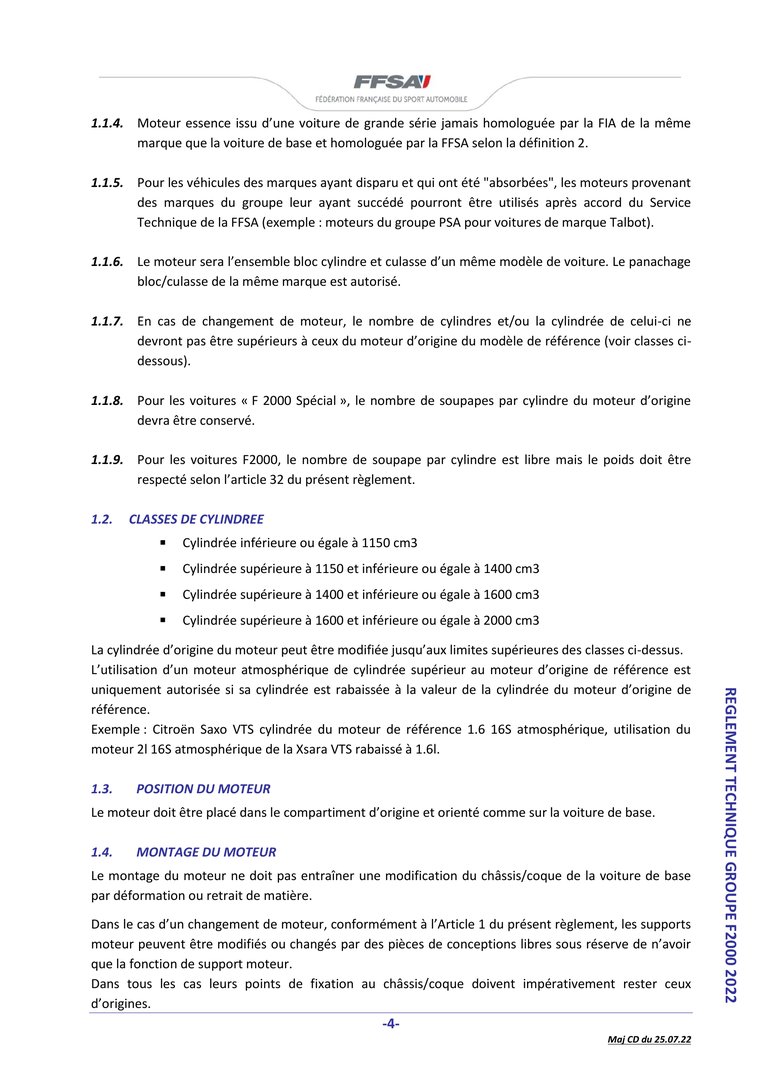 FFSA
FÉDÉRATION FRANÇAISE DU SPORT AUTOMOBILE
1.1.4. Moteur essence issu d'une voiture de grande série jamais homologuée par la FIA de la même
marque que la voiture de base et homologuée par la FFSA selon la définition 2.
1.1.5. Pour les véhicules des marques ayant disparu et qui ont été "absorbées", les moteurs provenant
des marques du groupe leur ayant succédé pourront être utilisés après accord du Service
Technique de la FFSA (exemple : moteurs du groupe PSA pour voitures de marque Talbot).
1.1.6. Le moteur sera l'ensemble bloc cylindre et culasse d'un même modèle de voiture. Le panachage
bloc/culasse de la même marque est autorisé.
1.1.7. En cas de changement de moteur, le nombre de cylindres et/ou la cylindrée de celui-ci ne
devront pas être supérieurs à ceux du moteur d'origine du modèle de référence (voir classes ci-
dessous).
1.1.8. Pour les voitures « F 2000 Spécial », le nombre de soupapes par cylindre du moteur d'origine
devra être conservé.
1.1.9. Pour les voitures F2000, le nombre de soupape par cylindre est libre mais le poids doit être
respecté selon l'article 32 du présent règlement.
1.2. CLASSES DE CYLINDREE
▪ Cylindrée inférieure ou égale à 1150 cm3
▪ Cylindrée supérieure à 1150 et inférieure ou égale à 1400 cm3
▪ Cylindrée supérieure à 1400 et inférieure ou égale à 1600 cm3
▪ Cylindrée supérieure à 1600 et inférieure ou égale à 2000 cm3
La cylindrée d'origine du moteur peut être modifiée jusqu'aux limites supérieures des classes ci-dessus.
L'utilisation d'un moteur atmosphérique de cylindrée supérieur au moteur d'origine de référence est
uniquement autorisée si sa cylindrée est rabaissée à la valeur de la cylindrée du moteur d'origine de
référence.
Exemple : Citroën Saxo VTS cylindrée du moteur de référence 1.6 16S atmosphérique, utilisation du
moteur 2l 16S atmosphérique de la Xsara VTS rabaissé à 1.6l.
1.3. POSITION DU MOTEUR
Le moteur doit être placé dans le compartiment d'origine et orienté comme sur la voiture de base.
1.4. MONTAGE DU MOTEUR
Le montage du moteur ne doit pas entraîner une modification du châssis/coque de la voiture de base
par déformation ou retrait de matière.
Dans le cas d'un changement de moteur, conformément à l'Article 1 du présent règlement, les supports
moteur peuvent être modifiés ou changés par des pièces de conceptions libres sous réserve de n'avoir
que la fonction de support moteur.
Dans tous les cas leurs points de fixation au châssis/coque doivent impérativement rester ceux
d'origines.
REGLEMENT TECHNIQUE GROUPE F2000 2022
-4-
Maj CD du 25.07.22